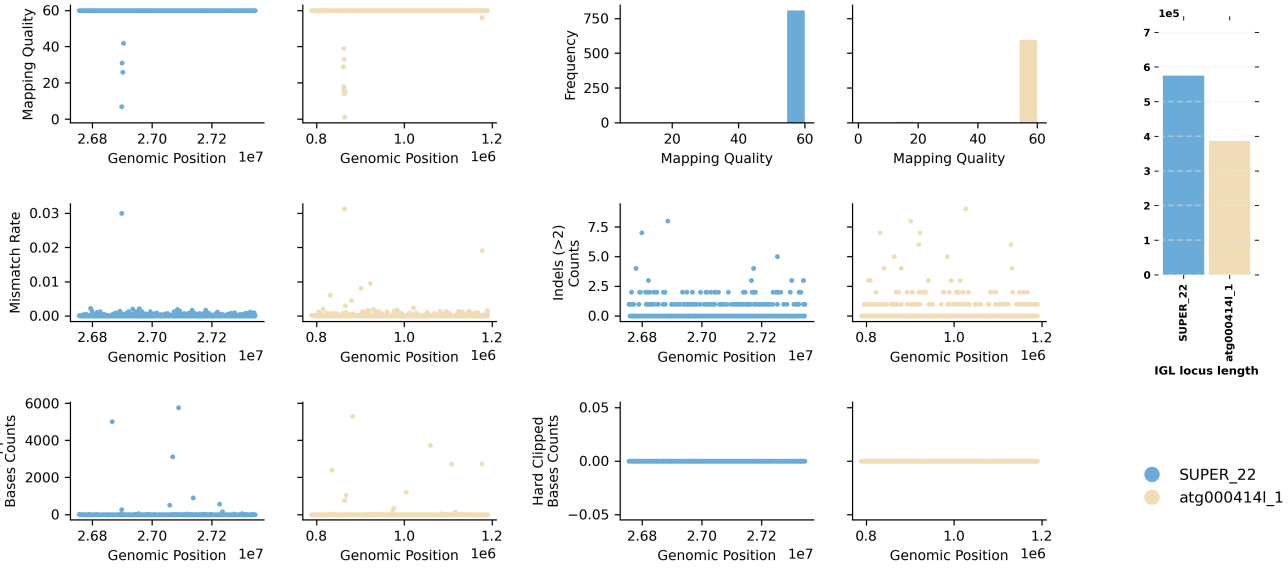 Mapping Quality
60
40
20
0
2.68
2.70
2.72
Genomic Position
1e7
0.8
1.0
1.2
Genomic Position
1e6
Frequency
750
500
250
0
20
40
60
Mapping Quality
0
20
40
60
Mapping Quality
1e5
7
6
5
4
3
2
1
0
SUPER_22
atg000414l_1
IGL locus length
Mismatch Rate
0.03
0.02
0.01
0.00
2.68
2.70
2.72
Genomic Position
1e7
0.8
1.0
1.2
Genomic Position
1e6
Indels (>2)
Counts
7.5
5.0
2.5
0.0
2.68
2.70
2.72
Genomic Position
1e7
0.8
1.0
1.2
Genomic Position
1e6
Bases Counts
6000
4000
2000
0
2.68
2.70
2.72
Genomic Position
1e7
0.8
1.0
1.2
Genomic Position
1e6
Hard Clipped
Bases Counts
0.05
0.00
−0.05
2.68
2.70
2.72
Genomic Position
1e7
0.8
1.0
1.2
Genomic Position
1e6
SUPER_22
atg000414l_1